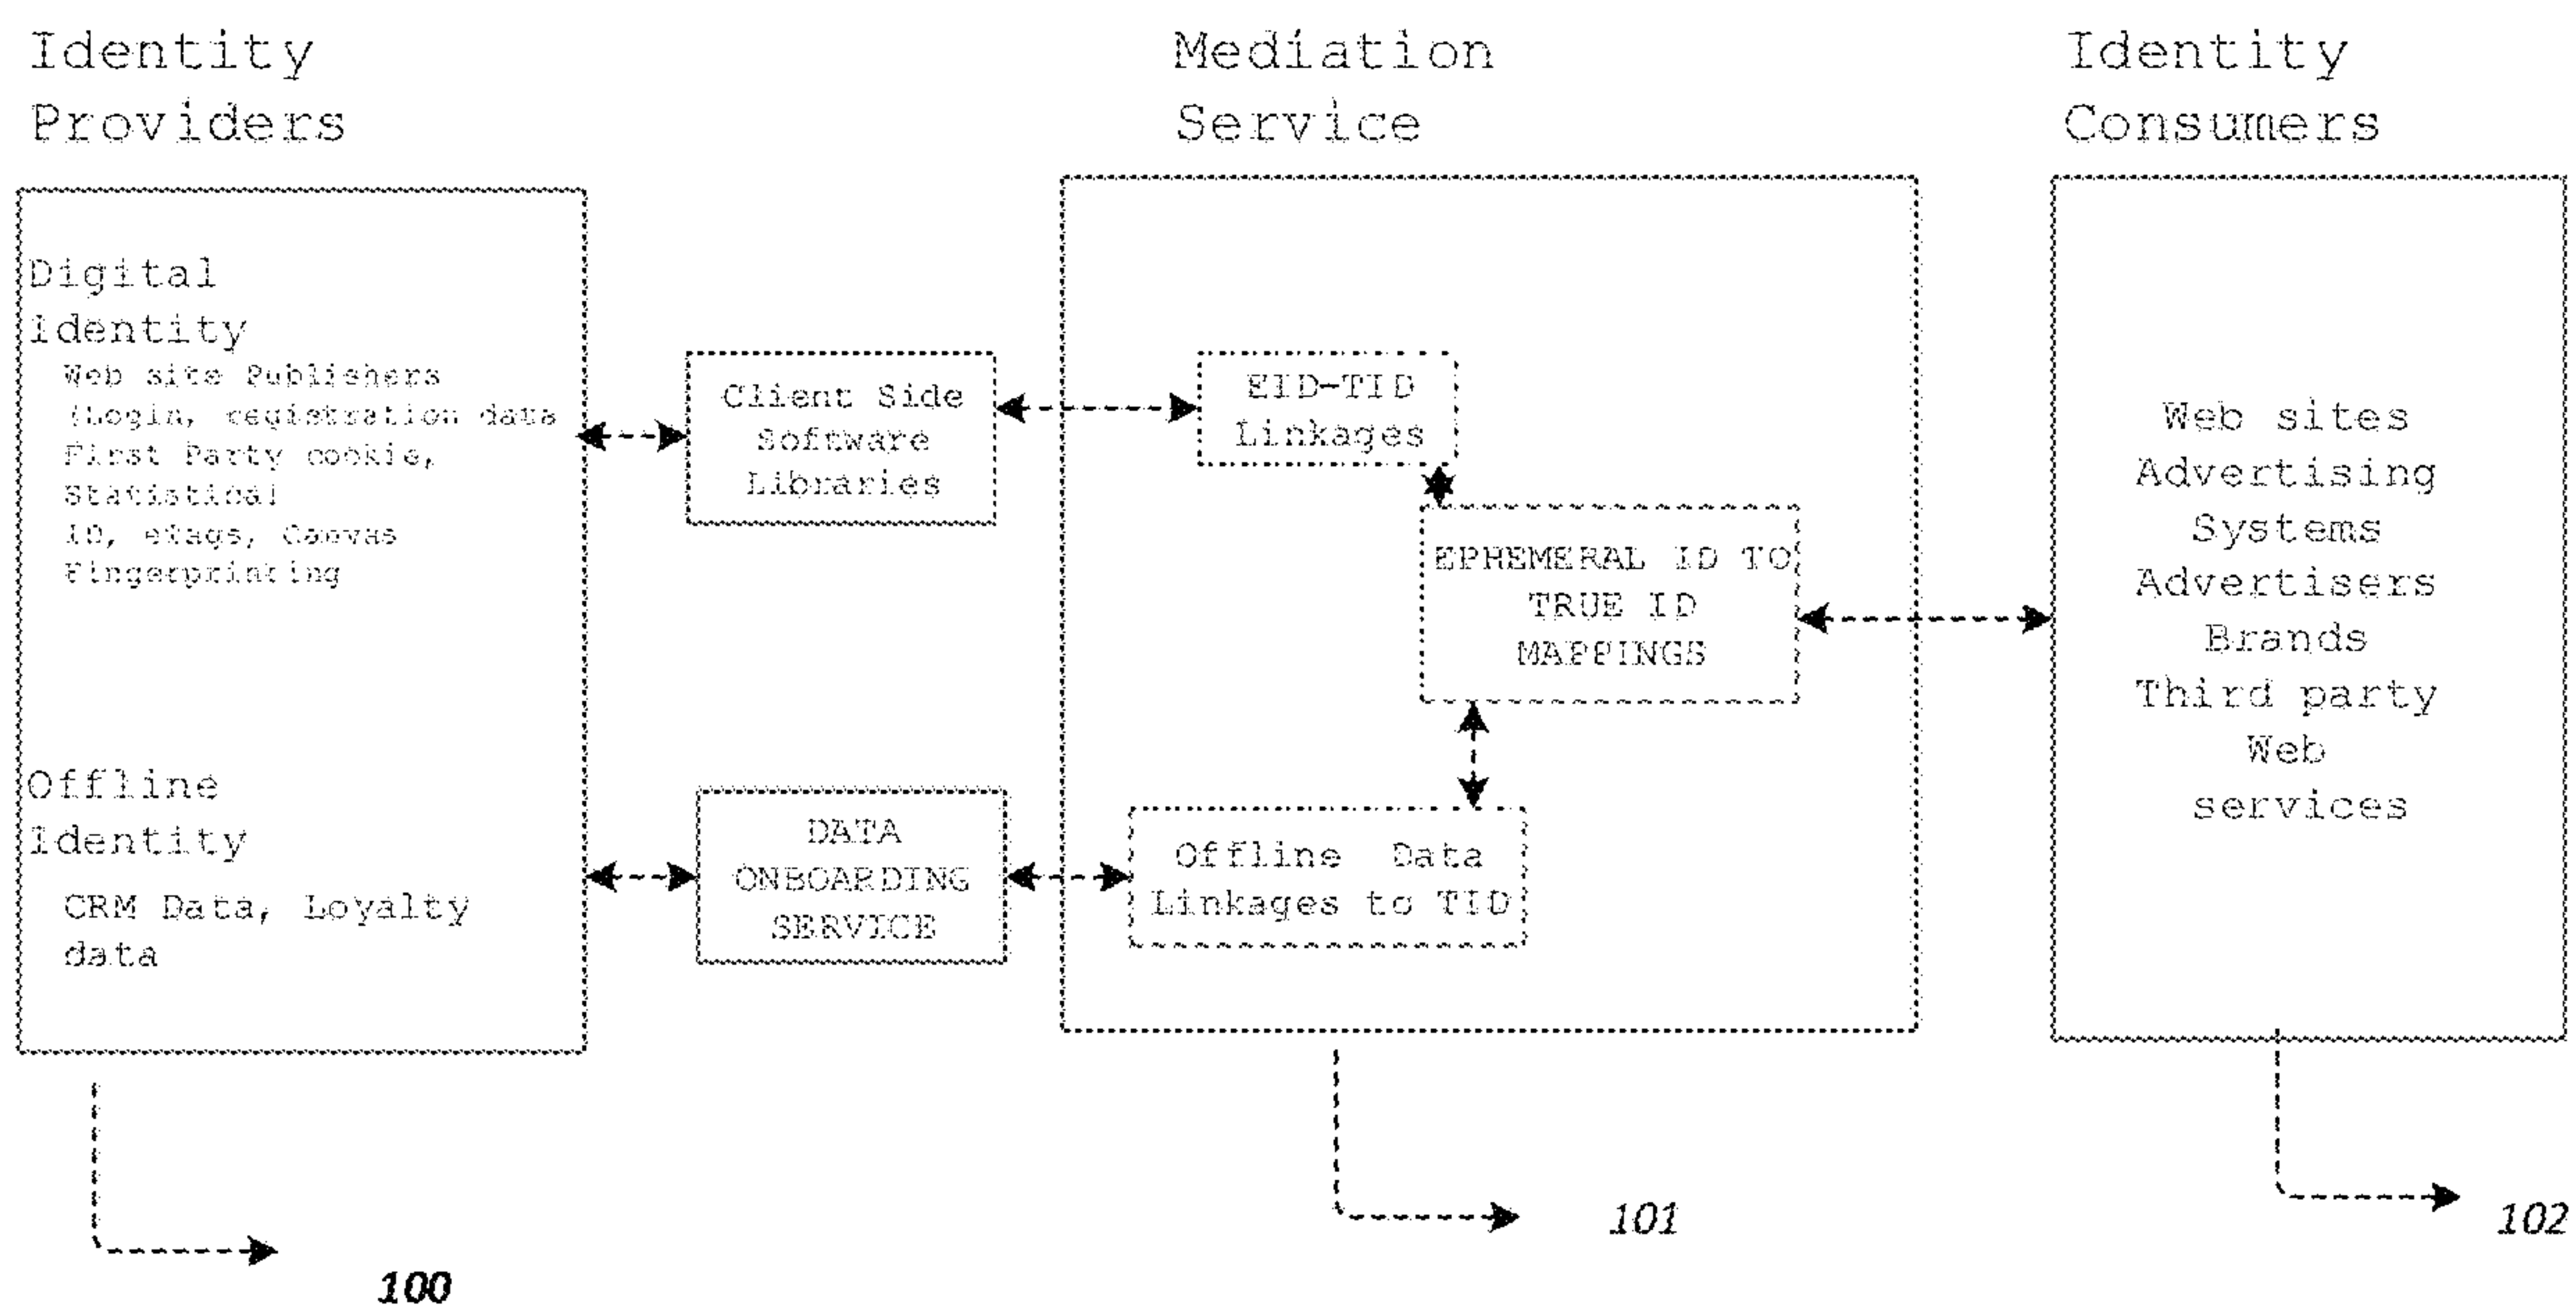 Identity
Providers
Mediation
Service
Identity
Consumers
Digital
Identity
Web site Publishers
(Login, registration data
First Party cookie,
Statistical
ID, eTags, Canvas
Fingerprinting
Offline
Identity
CRM Data, Loyalty
data
Client Side
Software
Libraries
DATA
ONBOARDING
SERVICE
EID-TID
Linkages
EPHEMERAL ID TO
TRUE ID
MAPPINGS
Offline Data
Linkages to TID
Web sites
Advertising
Systems
Advertisers
Brands
Third party
Web
services
100
101
102